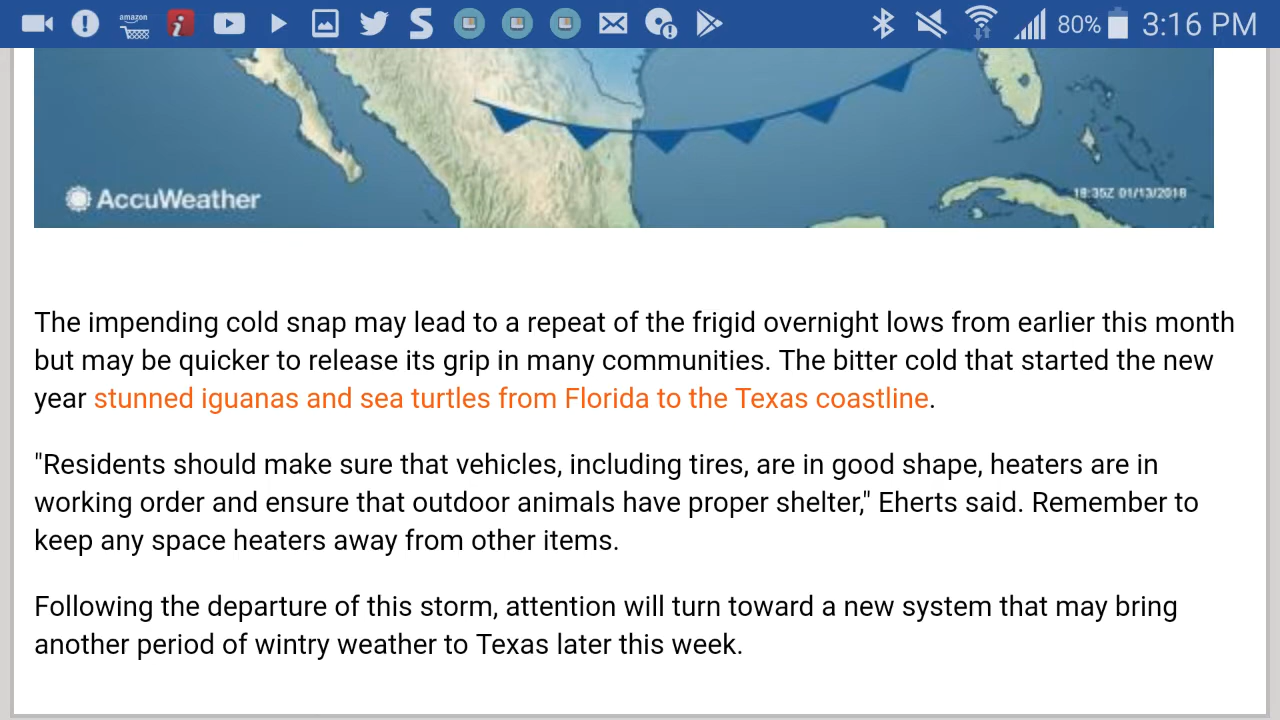 amazon
80% 3:16 PM
AccuWeather
18:35Z 01/13/2018
The impending cold snap may lead to a repeat of the frigid overnight lows from earlier this month
but may be quicker to release its grip in many communities. The bitter cold that started the new
year stunned iguanas and sea turtles from Florida to the Texas coastline.
"Residents should make sure that vehicles, including tires, are in good shape, heaters are in
working order and ensure that outdoor animals have proper shelter," Eherts said. Remember to
keep any space heaters away from other items.
Following the departure of this storm, attention will turn toward a new system that may bring
another period of wintry weather to Texas later this week.